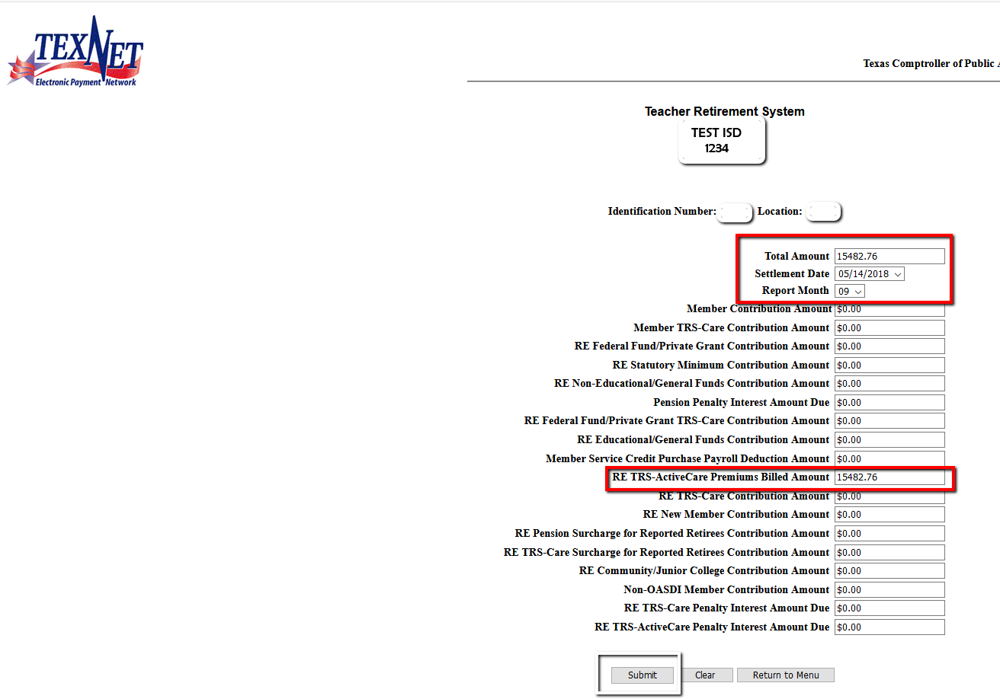 TEXNET
Electronic Payment Network
Texas Comptroller of Public
Teacher Retirement System
TEST ISD
1234
Identification Number: Location:
Total Amount 15482.76
Settlement Date 05/14/2018
Report Month 09
Member Contribution Amount $0.00
Member TRS-Care Contribution Amount $0.00
RE Federal Fund/Private Grant Contribution Amount $0.00
RE Statutory Minimum Contribution Amount $0.00
RE Non-Educational/General Funds Contribution Amount $0.00
Pension Penalty Interest Amount Due $0.00
RE Federal Fund/Private Grant TRS-Care Contribution Amount $0.00
RE Educational/General Funds Contribution Amount $0.00
Member Service Credit Purchase Payroll Deduction Amount $0.00
RE TRS-ActiveCare Premiums Billed Amount 15482.76
RE TRS-Care Contribution Amount $0.00
RE New Member Contribution Amount $0.00
RE Pension Surcharge for Reported Retirees Contribution Amount $0.00
RE TRS-Care Surcharge for Reported Retirees Contribution Amount $0.00
RE Community/Junior College Contribution Amount $0.00
Non-OASDI Member Contribution Amount $0.00
RE TRS-Care Penalty Interest Amount Due $0.00
RE TRS-ActiveCare Penalty Interest Amount Due $0.00
Submit Clear Return to Menu